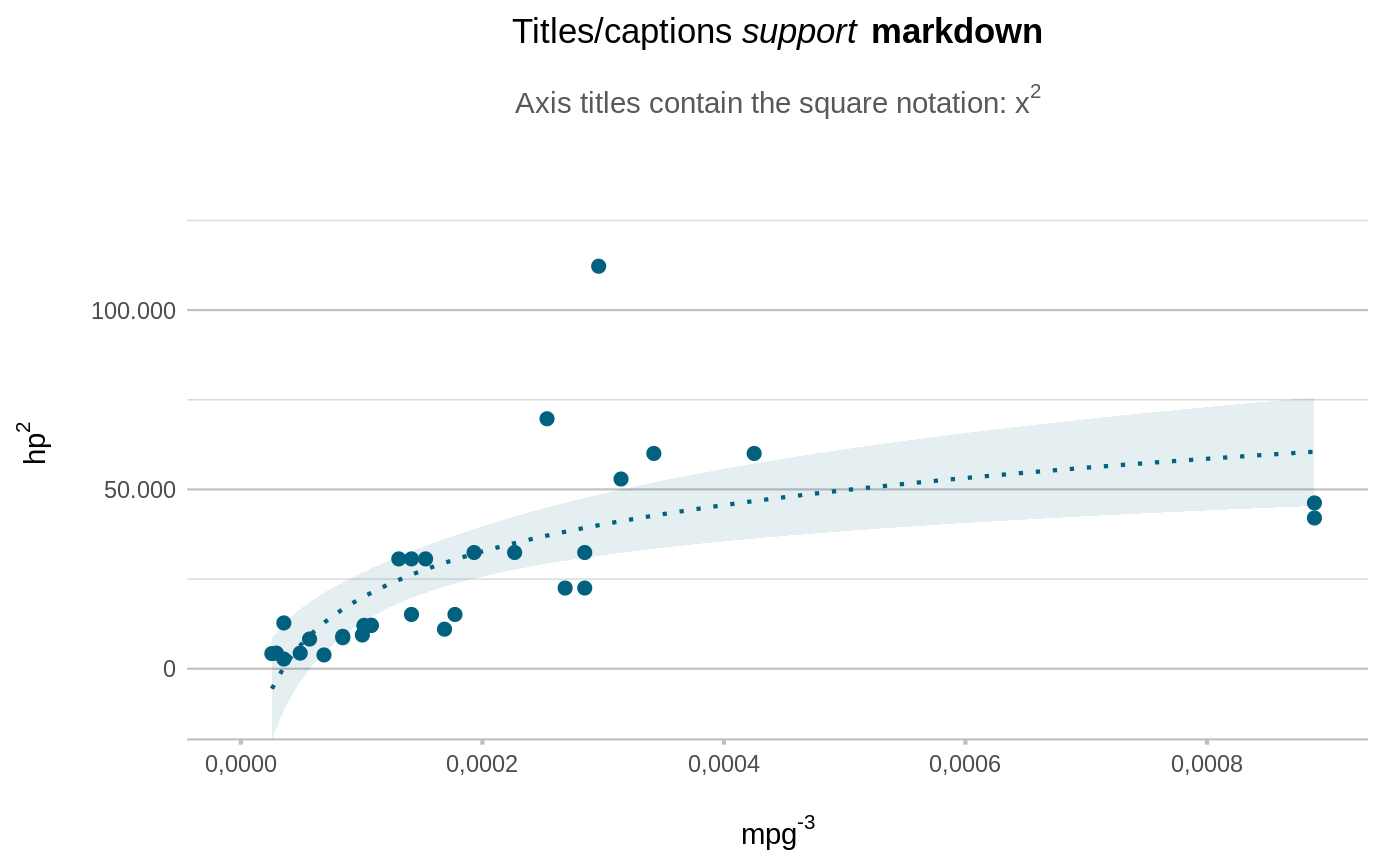 Titles/captions support markdown
Axis titles contain the square notation: x²
hp²
100.000
50.000
0
0,0000 0,0002 0,0004 0,0006 0,0008
mpg⁻³